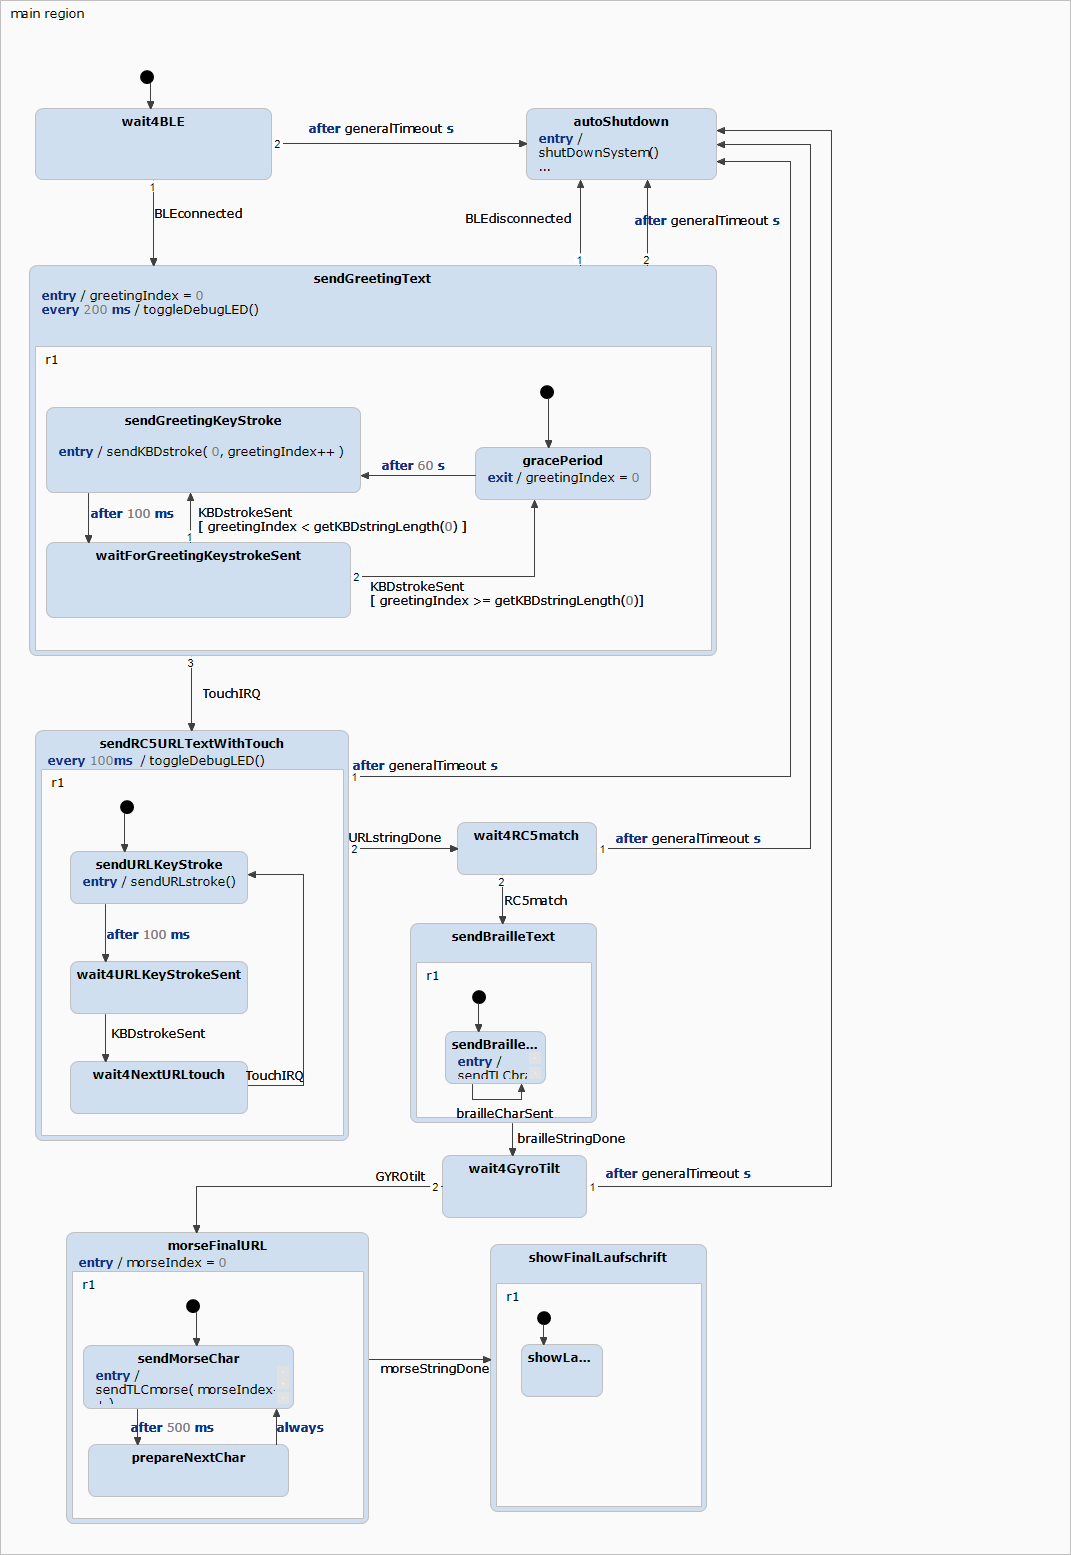 main region
wait4BLE
after generalTimeout s
autoShutdown
entry /
shutDownSystem()
...
2
1
BLEconnected
BLEdisconnected
after generalTimeout s
1
2
sendGreetingText
entry / greetingIndex = 0
every 200 ms / toggleDebugLED()
r1
sendGreetingKeyStroke
entry / sendKBDstroke( 0, greetingIndex++ )
after 60 s
gracePeriod
exit / greetingIndex = 0
after 100 ms
KBDstrokeSent
[ greetingIndex < getKBDstringLength(0) ]
1
waitForGreetingKeystrokeSent
2
KBDstrokeSent
[ greetingIndex >= getKBDstringLength(0)]
3
TouchIRQ
sendRC5URLTextWithTouch
every 100ms / toggleDebugLED()
after generalTimeout s
1
r1
URLstringDone
2
wait4RC5match
after generalTimeout s
1
sendURLKeyStroke
entry / sendURLstroke()
2
RC5match
after 100 ms
sendBrailleText
wait4URLKeyStrokeSent
r1
KBDstrokeSent
sendBraille...
entry /
sendTLCbra
wait4NextURLtouch
TouchIRQ
brailleCharSent
brailleStringDone
wait4GyroTilt
after generalTimeout s
1
GYROtilt
2
morseFinalURL
entry / morseIndex = 0
r1
showFinalLaufschrift
r1
sendMorseChar
entry /
sendTLCmorse( morseIndex
showLa...
morseStringDone
after 500 ms
always
prepareNextChar